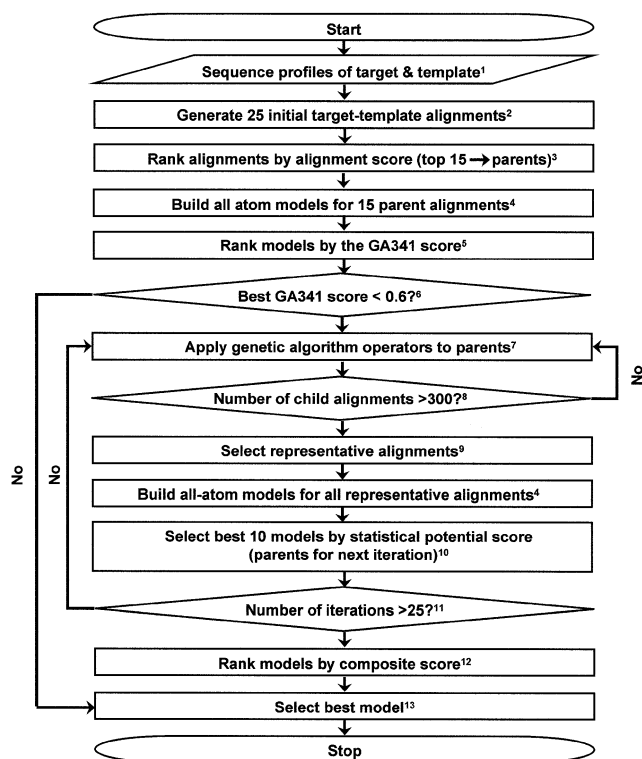 Start
Sequence profiles of target & template¹
Generate 25 initial target-template alignments²
Rank alignments by alignment score (top 15 → parents)³
Build all atom models for 15 parent alignments⁴
Rank models by the GA341 score⁵
Best GA341 score < 0.6?⁶
Apply genetic algorithm operators to parents⁷
Number of child alignments >300?⁸
No
Select representative alignments⁹
Build all-atom models for all representative alignments⁴
No
No
Select best 10 models by statistical potential score
(parents for next iteration)¹⁰
Number of iterations >25?¹¹
Rank models by composite score¹²
Select best model¹³
Stop